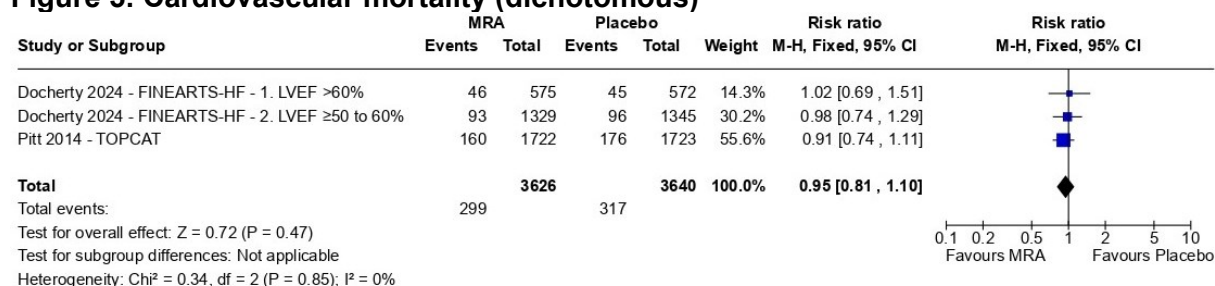 Figure 5. Cardiovascular mortality (dichotomous)
MRA Placebo Risk ratio Risk ratio
Study or Subgroup Events Total Events Total Weight M-H, Fixed, 95% CI M-H, Fixed, 95% CI
Docherty 2024 - FINEARTS-HF - 1. LVEF >60% 46 575 45 572 14.3% 1.02 [0.69 , 1.51]
Docherty 2024 - FINEARTS-HF - 2. LVEF ≥50 to 60% 93 1329 96 1345 30.2% 0.98 [0.74 , 1.29]
Pitt 2014 - TOPCAT 160 1722 176 1723 55.6% 0.91 [0.74 , 1.11]
Total 3626 3640 100.0% 0.95 [0.81 , 1.10]
Total events: 299 317
Test for overall effect: Z = 0.72 (P = 0.47)
Test for subgroup differences: Not applicable
Heterogeneity: Chi² = 0.34, df = 2 (P = 0.85); I² = 0%
0.1 0.2 0.5 1 2 5 10
Favours MRA Favours Placebo